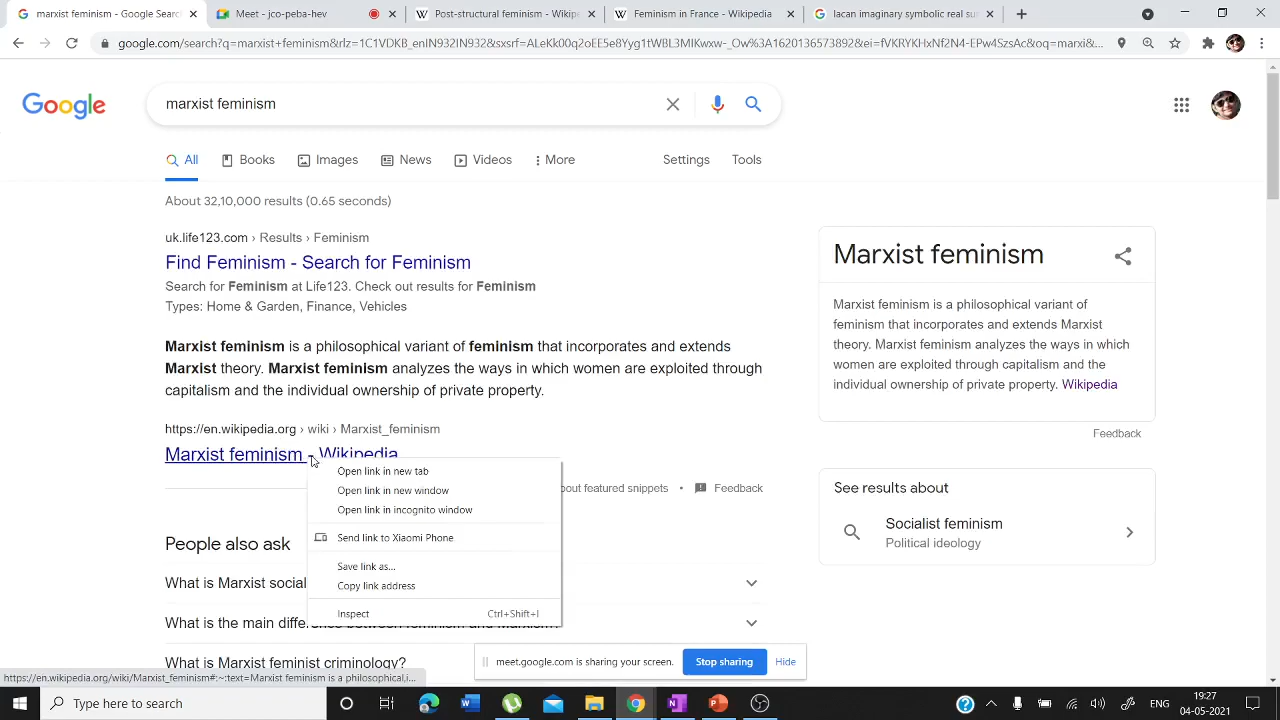 marxist feminism - Google Search
Meet - jco-peba-hev
Post-structural feminism - Wikip
Feminism in France - Wikipedia
lacan imaginary symbolic real su
google.com/search?q=marxist+feminism&rlz=1C1VDKB_enIN932IN932&sxsrf=ALeKk00Q2oEE5e8Yyg1tWBL3MIKwwk-_Ow%3A1620136573892&ei=fVKRYKHxNf2N4-EPw4SzsAc&oq=marxi&...
Google
marxist feminism
All
Books
Images
News
Videos
More
Settings
Tools
About 32,10,000 results (0.65 seconds)
uk.life123.com › Results › Feminism
Find Feminism - Search for Feminism
Search for Feminism at Life123. Check out results for Feminism
Types: Home & Garden, Finance, Vehicles
Marxist feminism is a philosophical variant of feminism that incorporates and extends
Marxist theory. Marxist feminism analyzes the ways in which women are exploited through
capitalism and the individual ownership of private property.
https://en.wikipedia.org › wiki › Marxist_feminism
Marxist feminism - Wikipedia
Open link in new tab
Open link in new window
Open link in incognito window
Send link to Xiaomi Phone
Save link as...
Copy link address
Inspect Ctrl+Shift+I
bout featured snippets • Feedback
People also ask
What is Marxist social
What is the main difference between feminism and Marxism?
What is Marxist feminist criminology?
Marxist feminism
Marxist feminism is a philosophical variant of
feminism that incorporates and extends Marxist
theory. Marxist feminism analyzes the ways in which
women are exploited through capitalism and the
individual ownership of private property. Wikipedia
Feedback
See results about
Socialist feminism
Political ideology
meet.google.com is sharing your screen.
Stop sharing
Hide
http://en.wikipedia.org/wiki/Marxist_feminism#:~:text=Marxist feminism is a philosophical,i...
Type here to search
ENG
19:27
04-05-2021